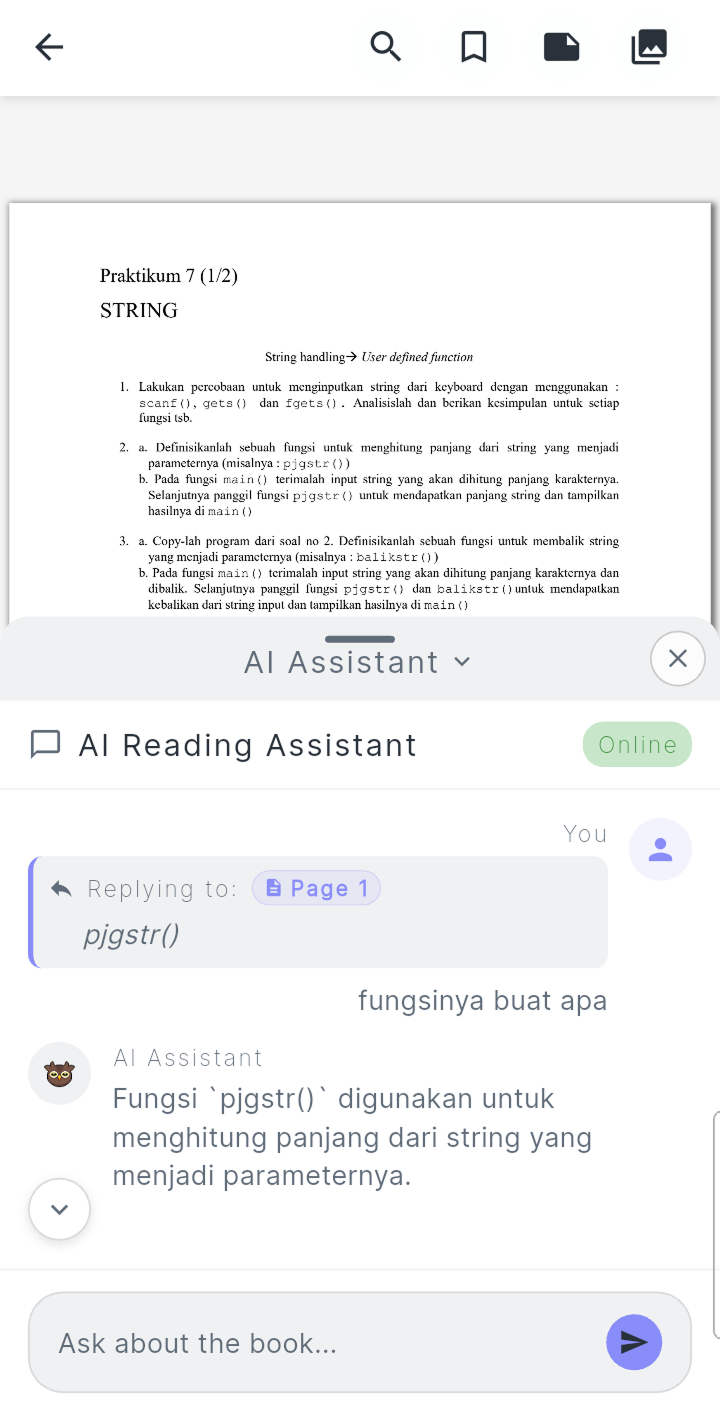 Praktikum 7 (1/2)
STRING
String handling→ User defined function
1. Lakukan percobaan untuk menginputkan string dari keyboard dengan menggunakan :
scanf(), gets() dan fgets(). Analisislah dan berikan kesimpulan untuk setiap
fungsi tsb.
2. a. Definisikanlah sebuah fungsi untuk menghitung panjang dari string yang menjadi
parameternya (misalnya : pjgstr())
b. Pada fungsi main() terimalah input string yang akan dihitung panjang karakternya.
Selanjutnya panggil fungsi pjgstr() untuk mendapatkan panjang string dan tampilkan
hasilnya di main()
3. a. Copy-lah program dari soal no 2. Definisikanlah sebuah fungsi untuk membalik string
yang menjadi parameternya (misalnya : balikstr())
b. Pada fungsi main() terimalah input string yang akan dihitung panjang karakternya dan
dibalik. Selanjutnya panggil fungsi pjgstr() dan balikstr()untuk mendapatkan
kebalikan dari string input dan tampilkan hasilnya di main()
AI Assistant
AI Reading Assistant
Online
You
Replying to: Page 1
pjgstr()
fungsinya buat apa
AI Assistant
Fungsi `pjgstr()` digunakan untuk
menghitung panjang dari string yang
menjadi parameternya.
Ask about the book...